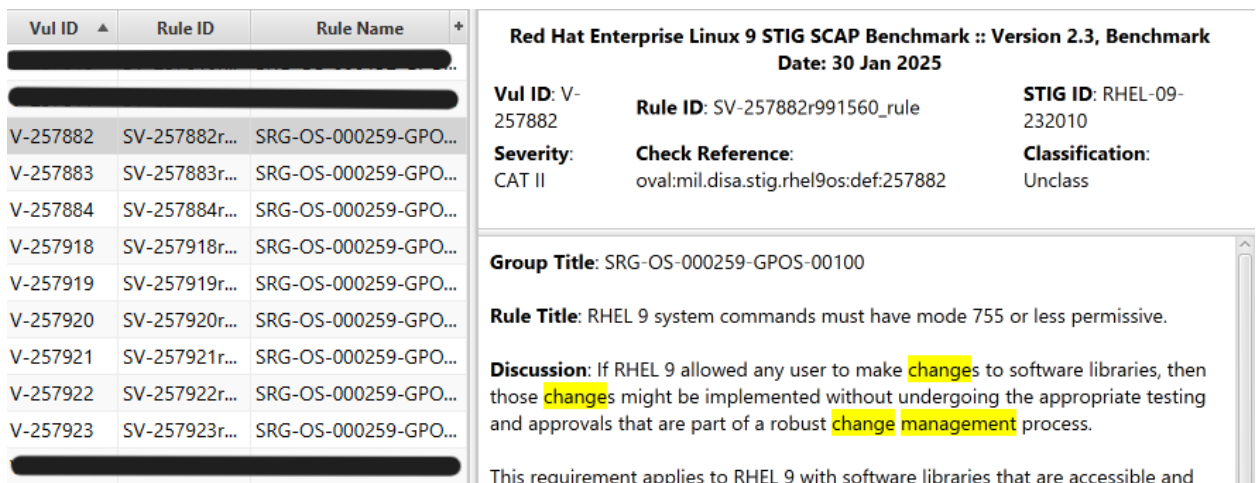 Vul ID ▲ Rule ID Rule Name +
V-257882 SV-257882r... SRG-OS-000259-GPO...
V-257883 SV-257883r... SRG-OS-000259-GPO...
V-257884 SV-257884r... SRG-OS-000259-GPO...
V-257918 SV-257918r... SRG-OS-000259-GPO...
V-257919 SV-257919r... SRG-OS-000259-GPO...
V-257920 SV-257920r... SRG-OS-000259-GPO...
V-257921 SV-257921r... SRG-OS-000259-GPO...
V-257922 SV-257922r... SRG-OS-000259-GPO...
V-257923 SV-257923r... SRG-OS-000259-GPO...
Red Hat Enterprise Linux 9 STIG SCAP Benchmark :: Version 2.3, Benchmark
Date: 30 Jan 2025
Vul ID: V-
257882
Rule ID: SV-257882r991560_rule
STIG ID: RHEL-09-
232010
Severity:
CAT II
Check Reference:
oval:mil.disa.stig.rhel9os:def:257882
Classification:
Unclass
Group Title: SRG-OS-000259-GPOS-00100
Rule Title: RHEL 9 system commands must have mode 755 or less permissive.
Discussion: If RHEL 9 allowed any user to make changes to software libraries, then
those changes might be implemented without undergoing the appropriate testing
and approvals that are part of a robust change management process.
This requirement applies to RHEL 9 with software libraries that are accessible and